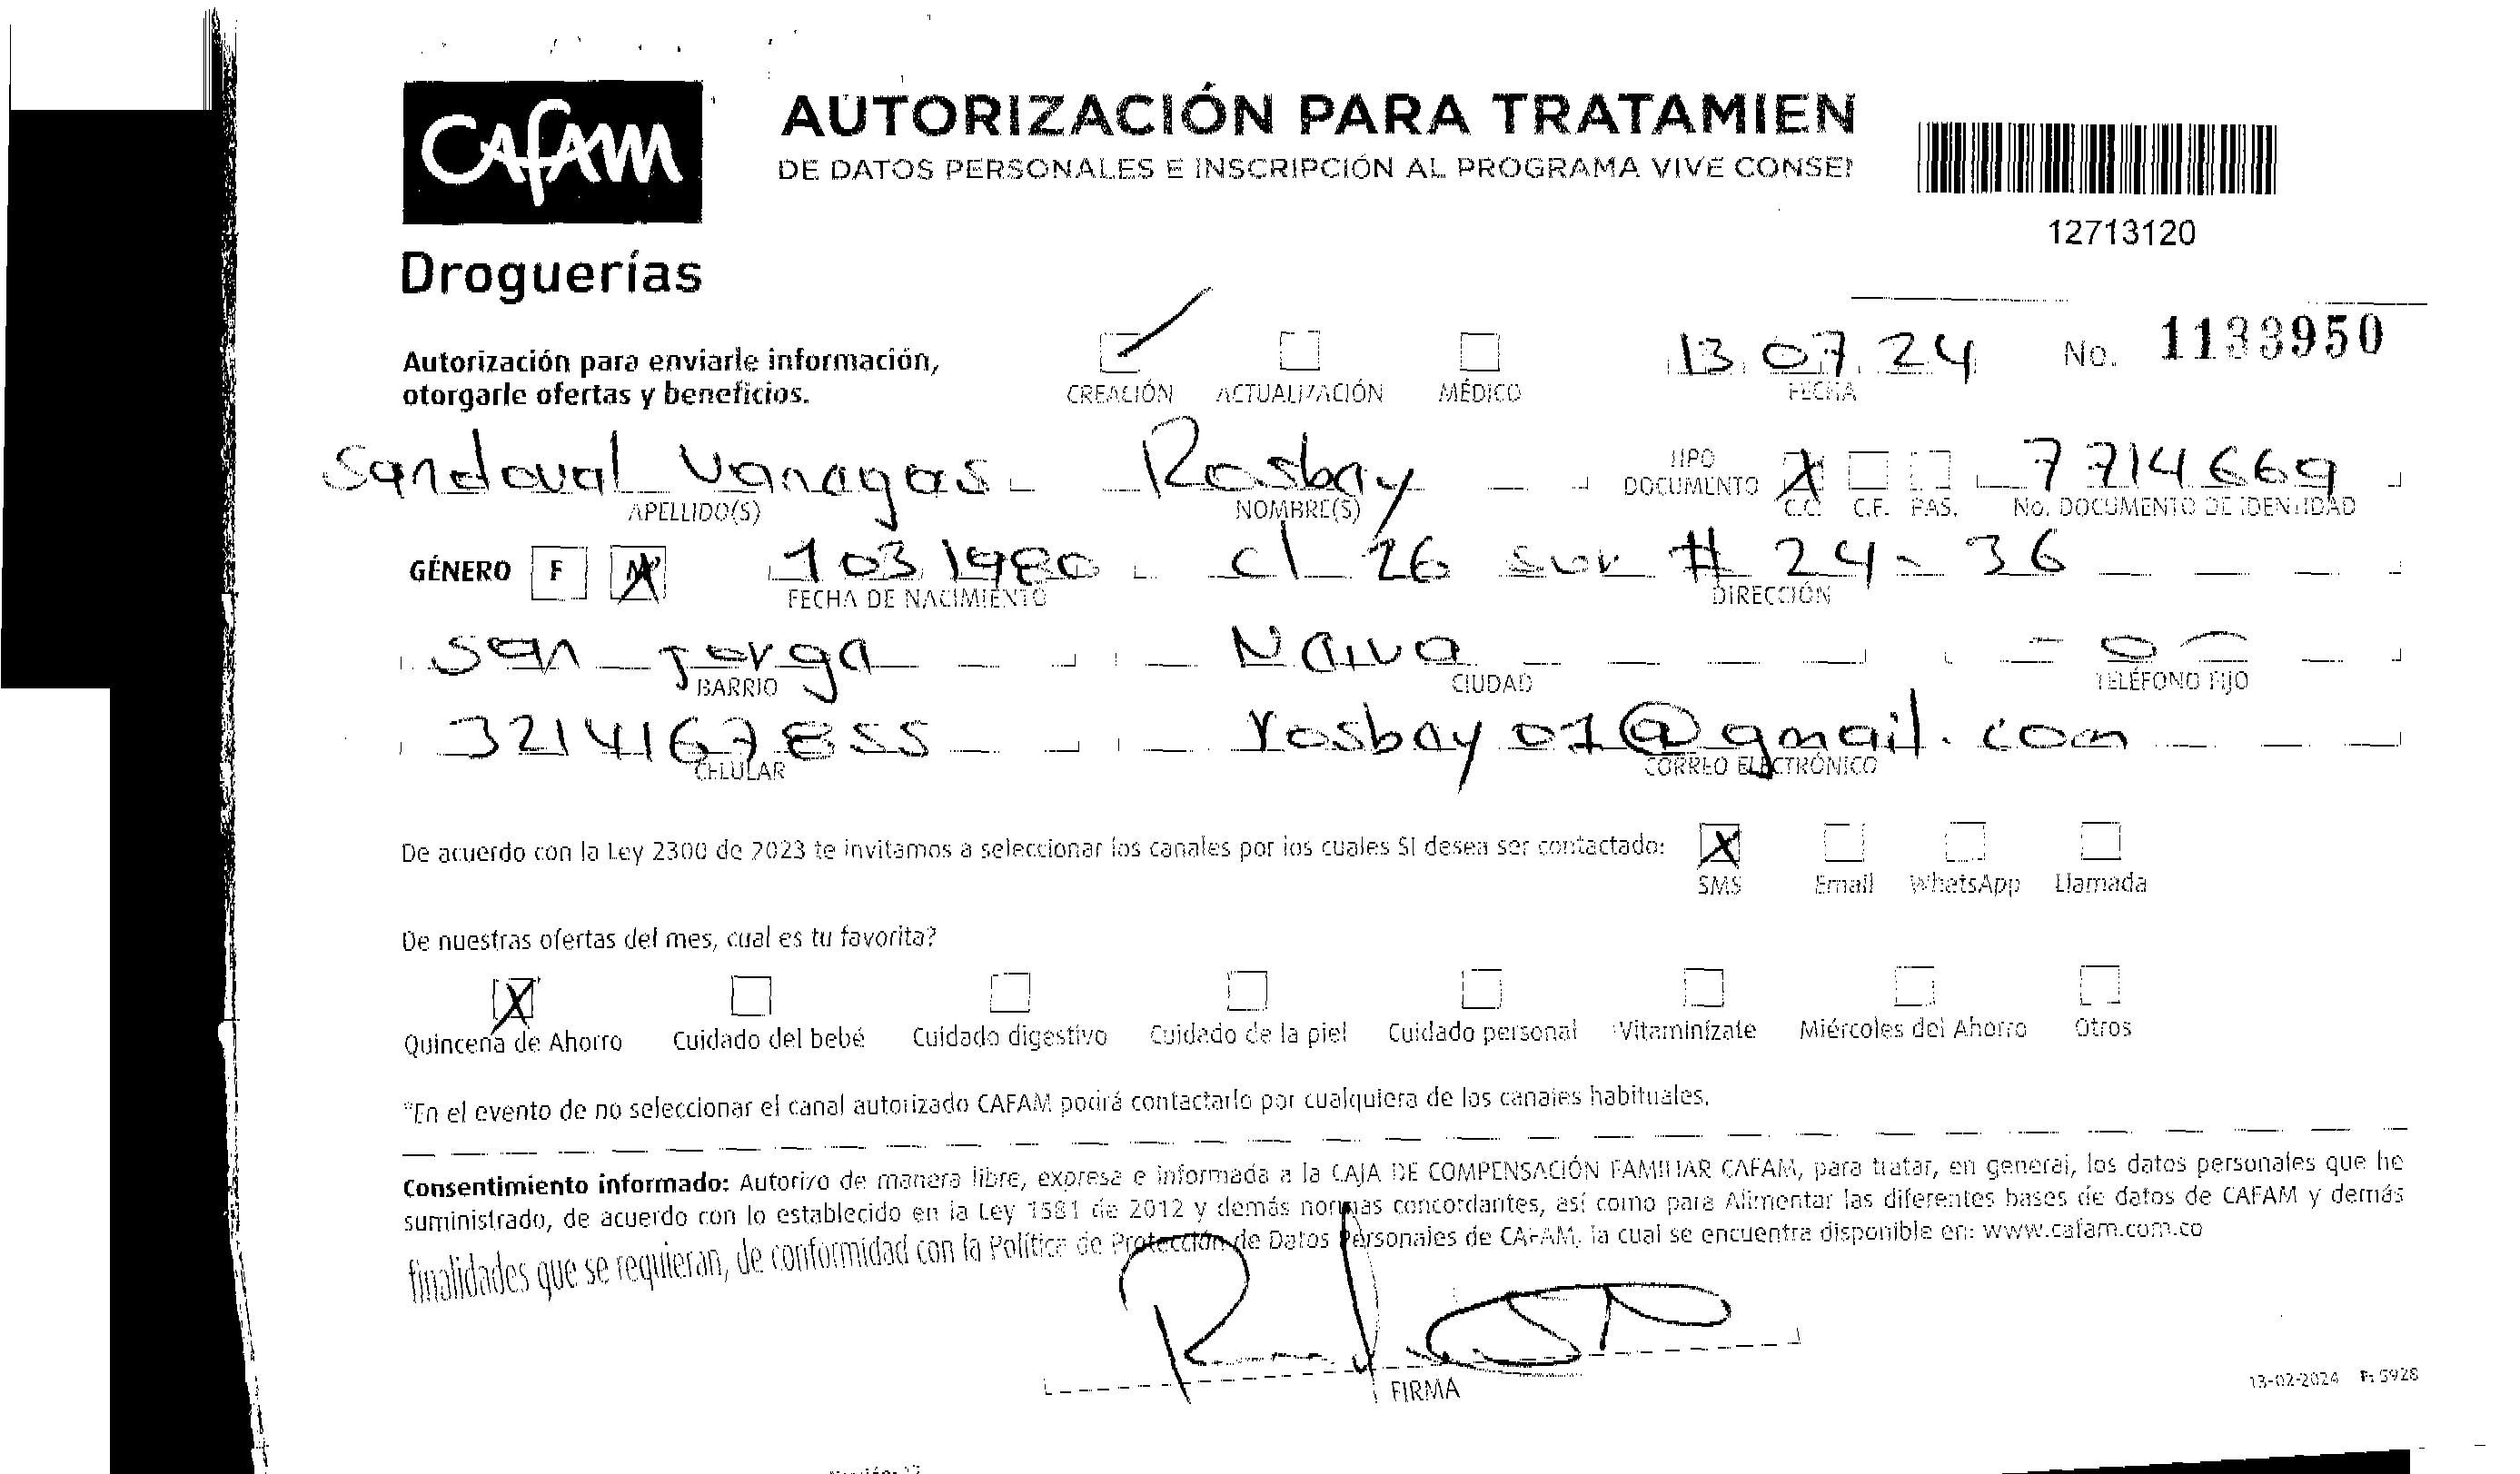 CAFAM
Droguerías
AUTORIZACIÓN PARA TRATAMIEN
DE DATOS PERSONALES E INSCRIPCIÓN AL PROGRAMA VIVE CONSE
12713120
Autorización para enviarle información,
otorgarle ofertas y beneficios.
CREACIÓN ACTUALIZACIÓN MÉDICO
13 07 24
FECHA
No. 1133950
Sandoval Vanagas Rosbay
APELLIDO(S) NOMBRE(S)
TIPO
DOCUMENTO
X
C.C. C.E. PAS.
7714669
No. DOCUMENTO DE IDENTIDAD
GÉNERO F M X
1 03 1980 cl 26 sur # 24 - 36
FECHA DE NACIMIENTO DIRECCIÓN
San Jorga Naiva - 0 -
BARRIO CIUDAD TELÉFONO FIJO
3214167855 rosbay01@gmail.com
CELULAR CORREO ELECTRÓNICO
De acuerdo con la Ley 2300 de 2023 te invitamos a seleccionar los canales por los cuales SI desea ser contactado: X
SMS Email WhatsApp Llamada
De nuestras ofertas del mes, cual es tu favorita?
X
Quincena de Ahorro Cuidado del bebé Cuidado digestivo Cuidado de la piel Cuidado personal Vitaminízate Miércoles del Ahorro Otros
*En el evento de no seleccionar el canal autorizado CAFAM podrá contactarlo por cualquiera de los canales habituales.
Consentimiento informado: Autorizo de manera libre, expresa e informada a la CAJA DE COMPENSACIÓN FAMILIAR CAFAM, para tratar, en general, los datos personales que he
suministrado, de acuerdo con lo establecido en la Ley 1581 de 2012 y demás normas concordantes, así como para Alimentar las diferentes bases de datos de CAFAM y demás
finalidades que se requieran, de conformidad con la Política de Protección de Datos Personales de CAFAM, la cual se encuentra disponible en: www.cafam.com.co
FIRMA
13-02-2024 F: 5928